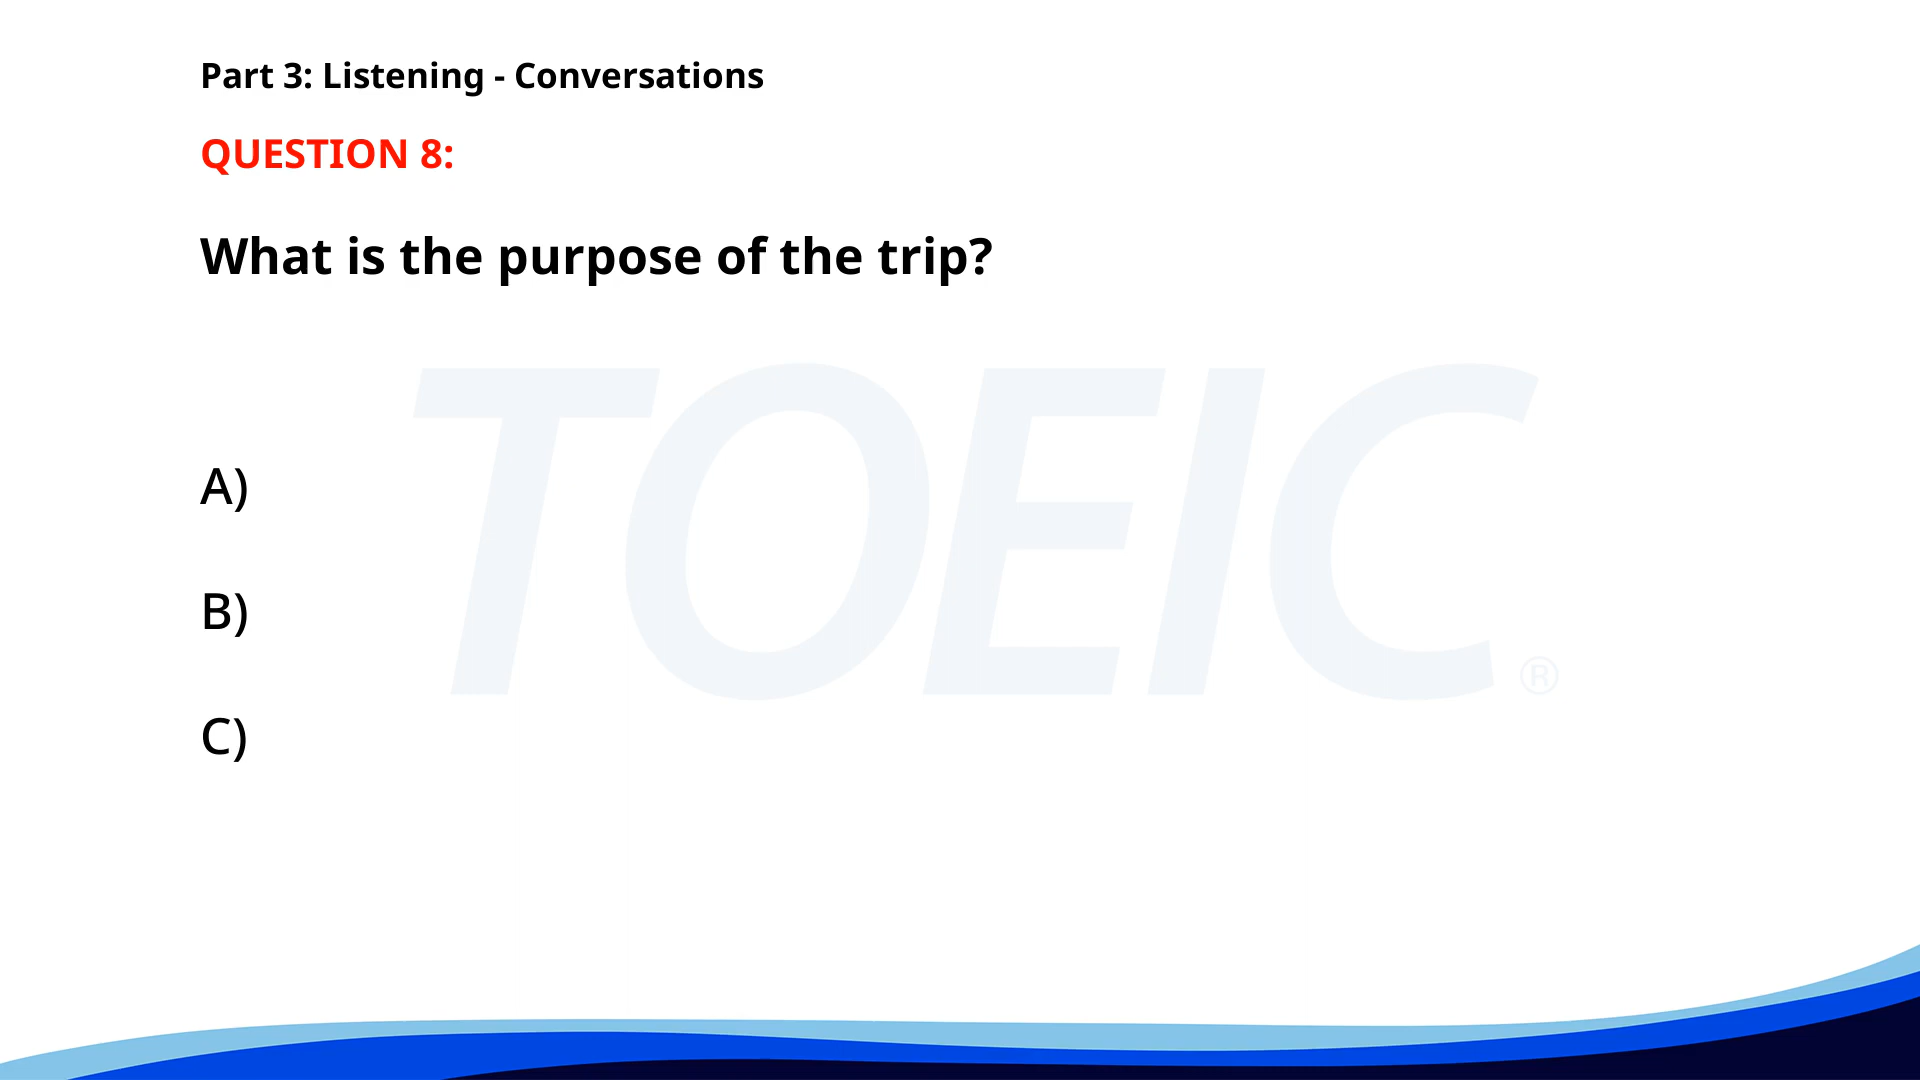 Part 3: Listening - Conversations
QUESTION 8:
What is the purpose of the trip?
TOEIC®
A)
B)
C)